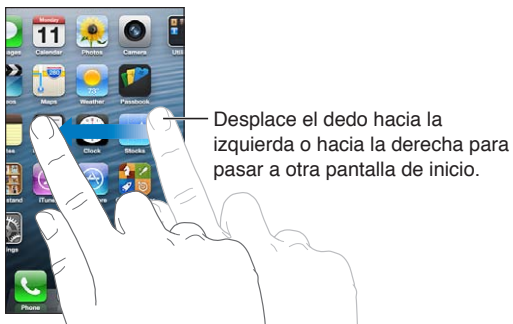 Monday
11
Calendar
Photos
Camera
Maps
Weather
Passbook
Clock
Stocks
Phone
Desplace el dedo hacia la
izquierda o hacia la derecha para
pasar a otra pantalla de inicio.